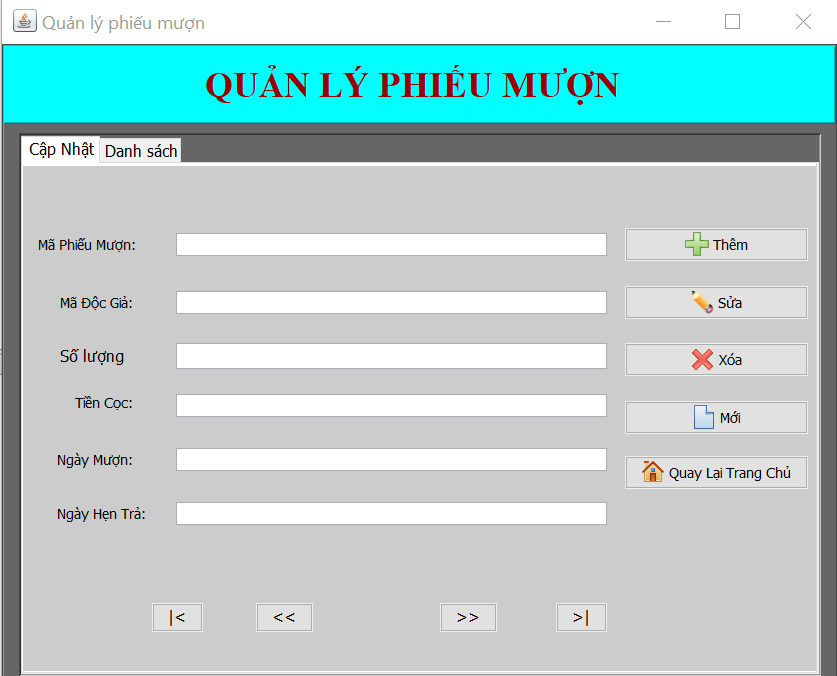 Quản lý phiếu mượn
QUẢN LÝ PHIẾU MƯỢN
Cập Nhật Danh sách
Mã Phiếu Mượn:
Thêm
Mã Độc Giả:
Sửa
Số lượng
Xóa
Tiền Cọc:
Mới
Ngày Mượn:
Quay Lại Trang Chủ
Ngày Hẹn Trả:
|< << >> >|